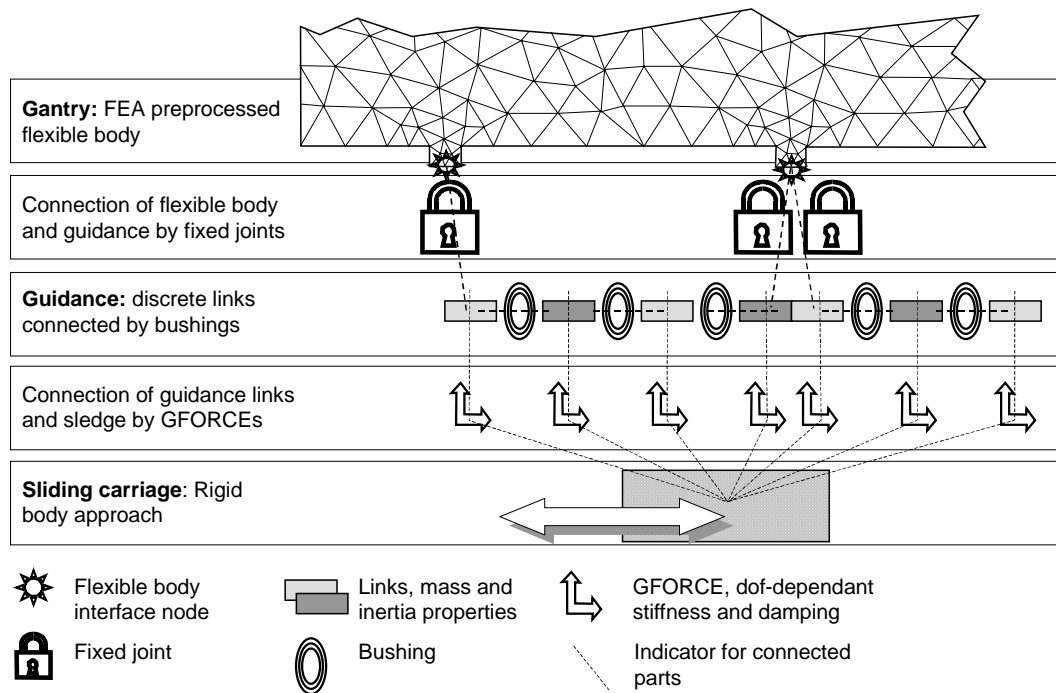 Gantry: FEA preprocessed
flexible body
Connection of flexible body
and guidance by fixed joints
Guidance: discrete links
connected by bushings
Connection of guidance links
and sledge by GFORCEs
Sliding carriage: Rigid
body approach
Flexible body
interface node
Links, mass and
inertia properties
GFORCE, dof-dependant
stiffness and damping
Fixed joint
Bushing
Indicator for connected
parts